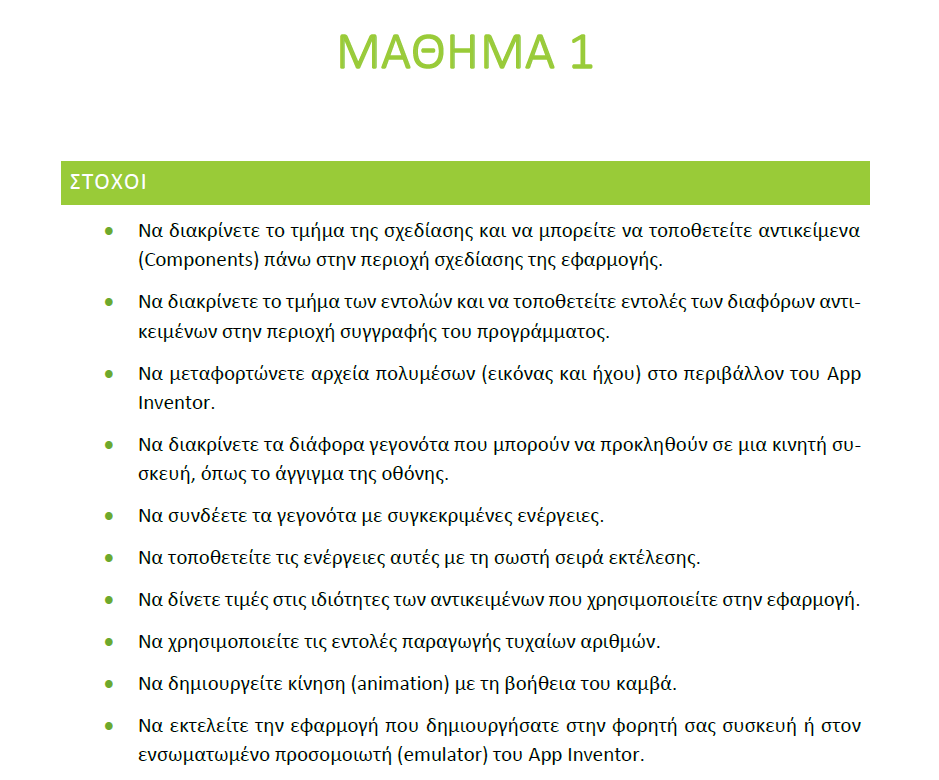 ΜΑΘΗΜΑ 1
ΣΤΟΧΟΙ
• Να διακρίνετε το τμήμα της σχεδίασης και να μπορείτε να τοποθετείτε αντικείμενα
(Components) πάνω στην περιοχή σχεδίασης της εφαρμογής.
• Να διακρίνετε το τμήμα των εντολών και να τοποθετείτε εντολές των διαφόρων αντι-
κειμένων στην περιοχή συγγραφής του προγράμματος.
• Να μεταφορτώνετε αρχεία πολυμέσων (εικόνας και ήχου) στο περιβάλλον του App
Inventor.
• Να διακρίνετε τα διάφορα γεγονότα που μπορούν να προκληθούν σε μια κινητή συ-
σκευή, όπως το άγγιγμα της οθόνης.
• Να συνδέετε τα γεγονότα με συγκεκριμένες ενέργειες.
• Να τοποθετείτε τις ενέργειες αυτές με τη σωστή σειρά εκτέλεσης.
• Να δίνετε τιμές στις ιδιότητες των αντικειμένων που χρησιμοποιείτε στην εφαρμογή.
• Να χρησιμοποιείτε τις εντολές παραγωγής τυχαίων αριθμών.
• Να δημιουργείτε κίνηση (animation) με τη βοήθεια του καμβά.
• Να εκτελείτε την εφαρμογή που δημιουργήσατε στην φορητή σας συσκευή ή στον
ενσωματωμένο προσομοιωτή (emulator) του App Inventor.